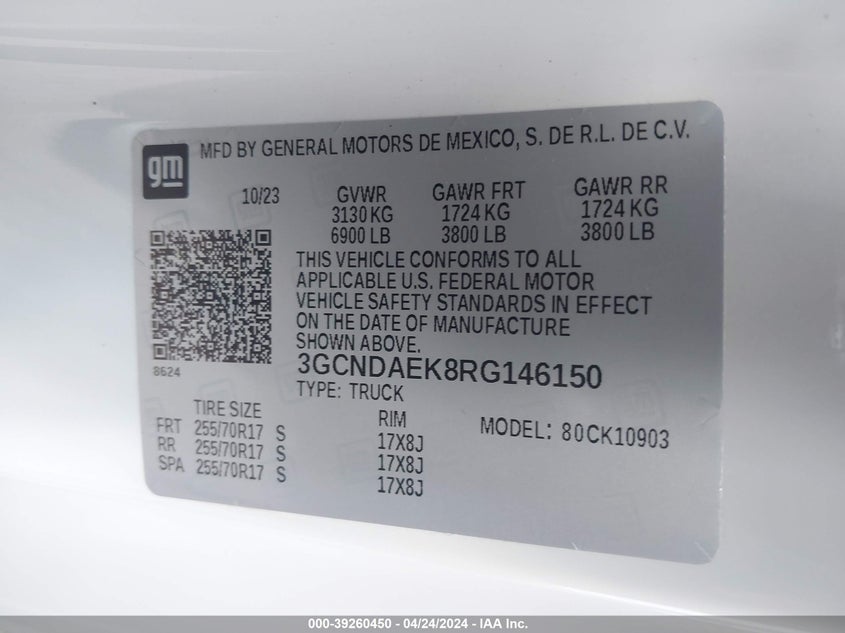 gm
MFD BY GENERAL MOTORS DE MEXICO, S. DE R.L. DE C.V.
10/23 GVWR GAWR FRT GAWR RR
3130 KG 1724 KG 1724 KG
6900 LB 3800 LB 3800 LB
THIS VEHICLE CONFORMS TO ALL
APPLICABLE U.S. FEDERAL MOTOR
VEHICLE SAFETY STANDARDS IN EFFECT
ON THE DATE OF MANUFACTURE
SHOWN ABOVE.
8624
3GCNDAEK8RG146150
TYPE: TRUCK
TIRE SIZE RIM MODEL: 80CK10903
FRT 255/70R17 S 17X8J
RR 255/70R17 S 17X8J
SPA 255/70R17 S 17X8J
000-39260450 - 04/24/2024 - IAA Inc.